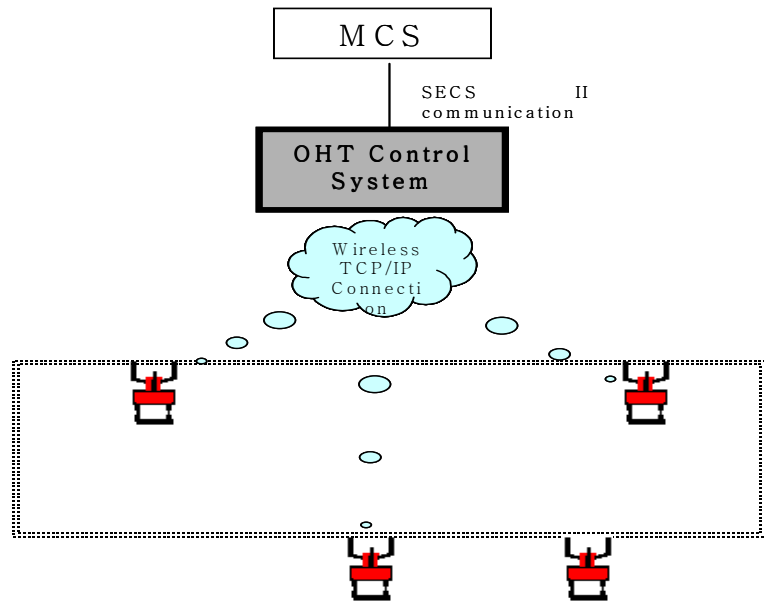 MCS
SECS II
communication
OHT Control
System
Wireless
TCP/IP
Connecti
on